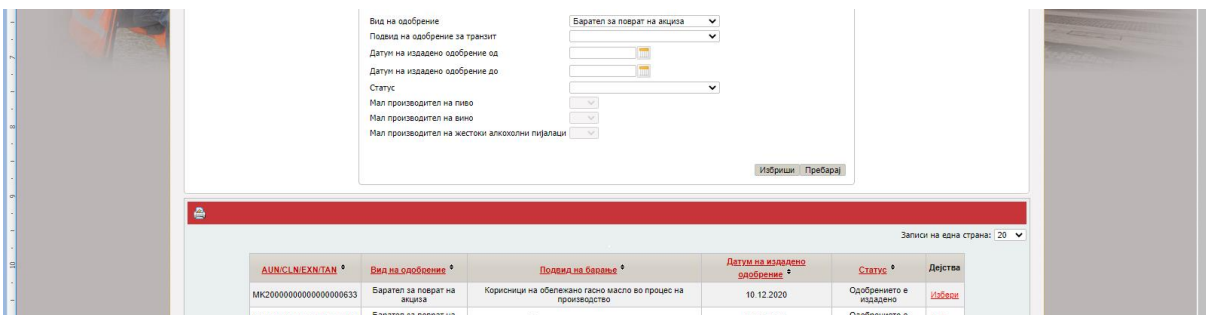 Вид на одобрение Барател за поврат на акциза
Подвид на одобрение за транзит
Датум на издадено одобрение од
Датум на издадено одобрение до
Статус
Мал производител на пиво
Мал производител на вино
Мал производител на жестоки алкохолни пијалаци
Избриши Пребарај
Записи на една страна: 20
AUN/CLN/EXN/TAN Вид на одобрение Подвид на барање Датум на издадено одобрение Статус Дејства
MK20000000000000000633 Барател за поврат на акциза Корисници на обележано гасно масло во процес на производство 10.12.2020 Одобрението е издадено Избери
Барател за поврат на Одобрението е